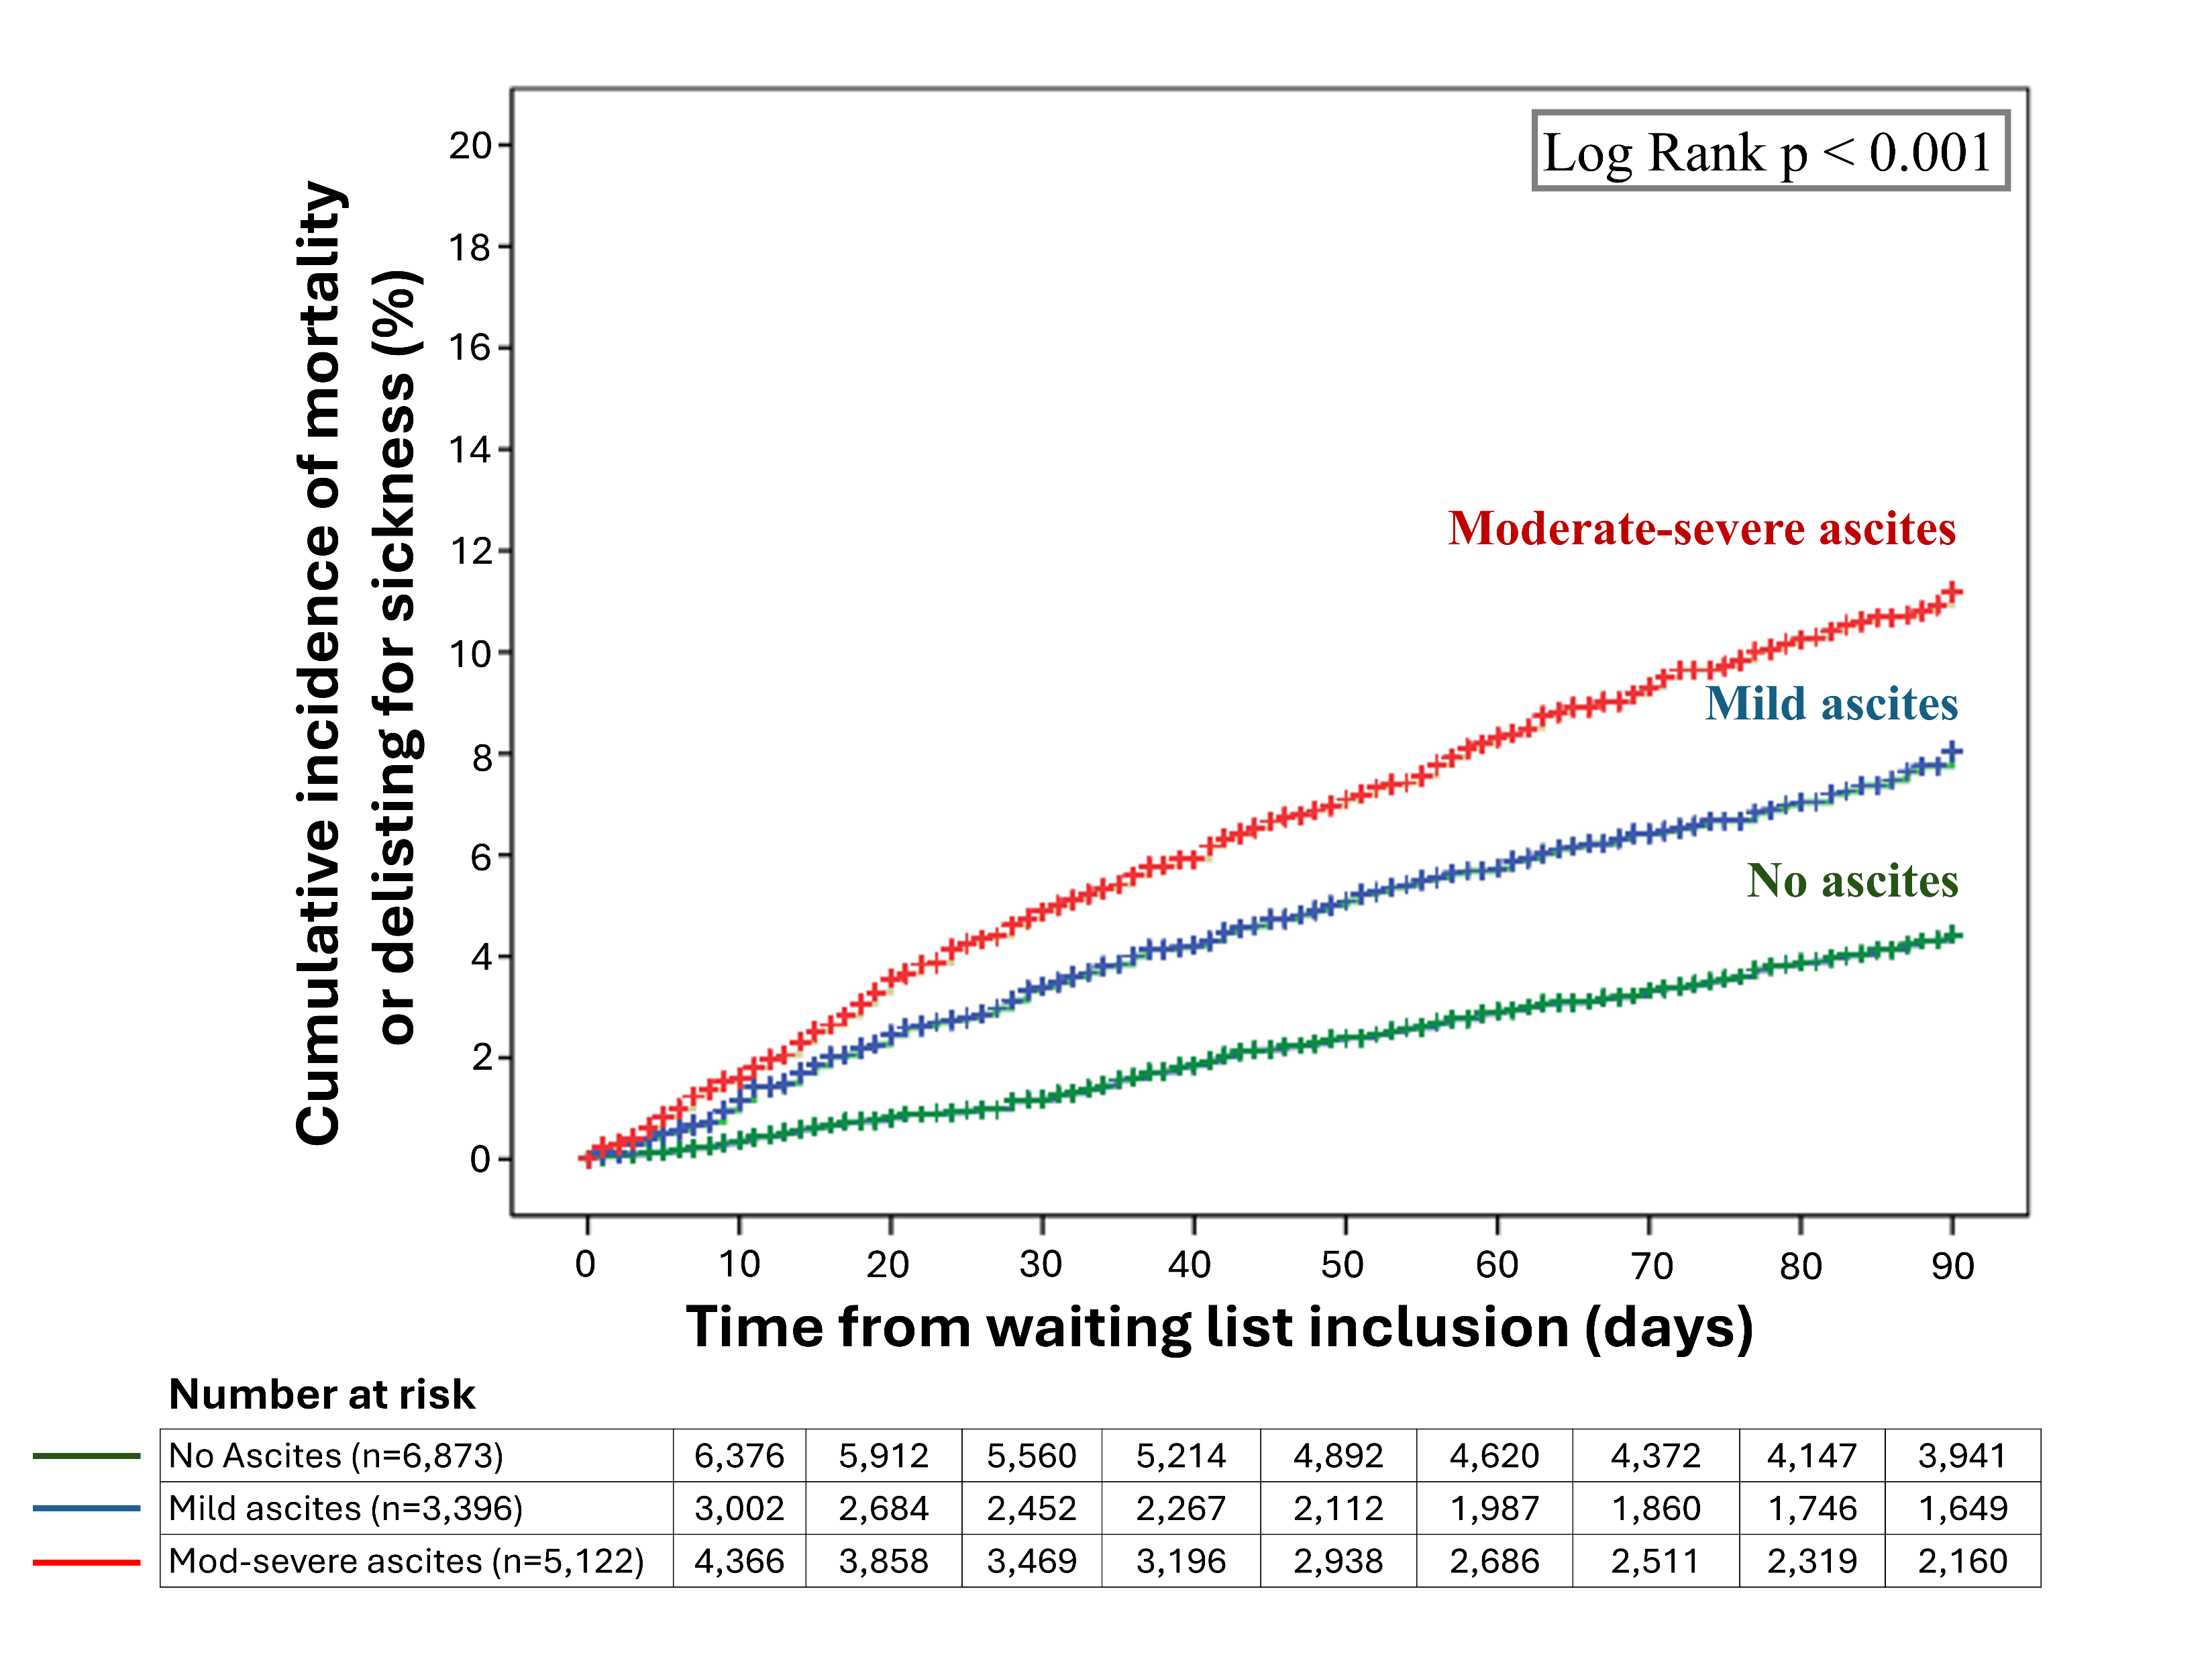 Cumulative incidence of mortality
or delisting for sickness (%)
20
18
16
14
12
10
8
6
4
2
0
Log Rank p < 0.001
Moderate-severe ascites
Mild ascites
No ascites
0 10 20 30 40 50 60 70 80 90
Time from waiting list inclusion (days)
Number at risk
No Ascites (n=6,873) 6,376 5,912 5,560 5,214 4,892 4,620 4,372 4,147 3,941
Mild ascites (n=3,396) 3,002 2,684 2,452 2,267 2,112 1,987 1,860 1,746 1,649
Mod-severe ascites (n=5,122) 4,366 3,858 3,469 3,196 2,938 2,686 2,511 2,319 2,160